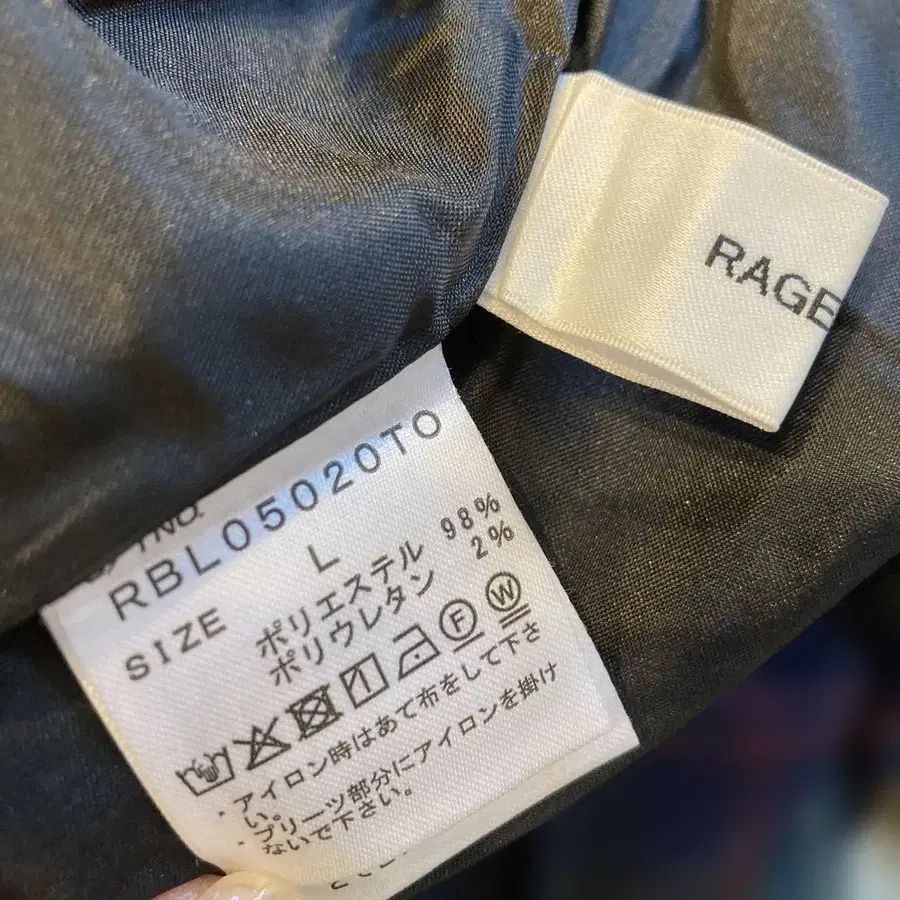 RAGE
RBL05020TO
SIZE L
ポリエステル 98%
ポリウレタン 2%
F W
・アイロン時はあて布をして下さ
い。
・プリーツ部分にアイロンを掛け
ないで下さい。